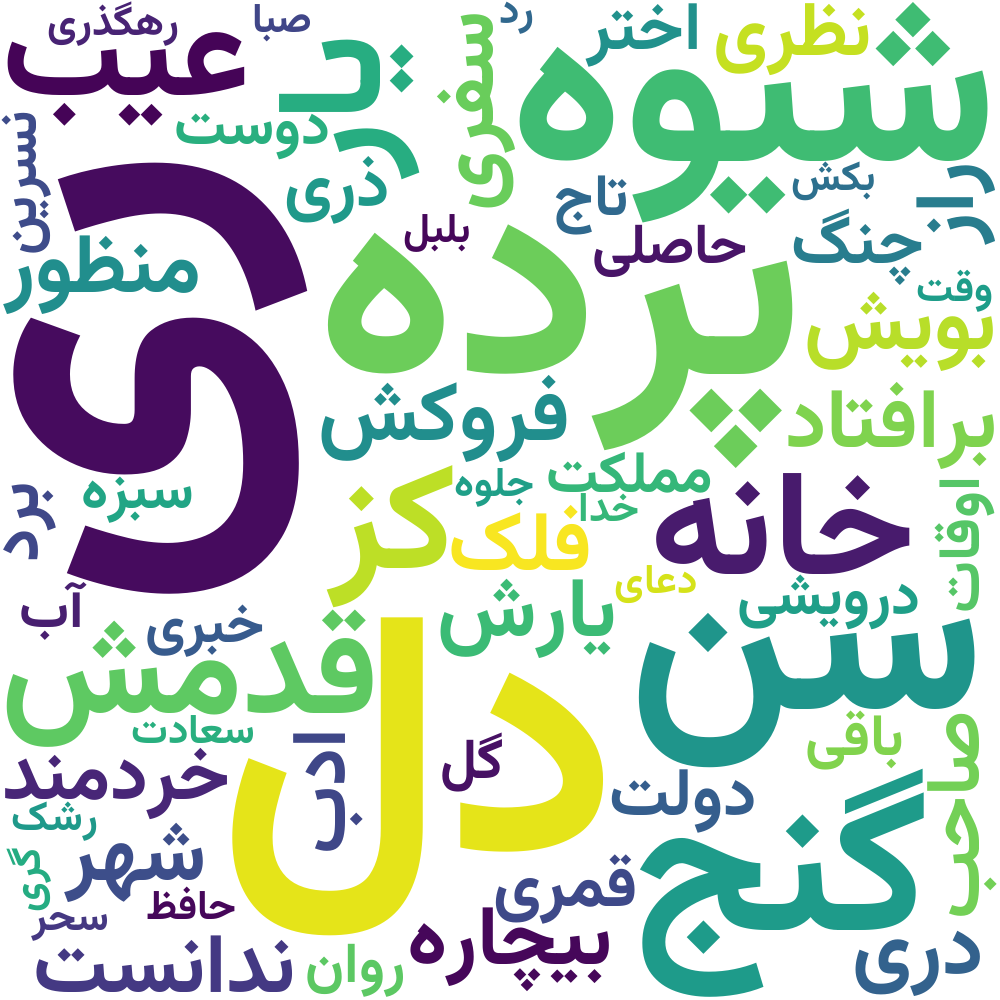 رهگذری
صبا
رد
عیب
یار
سفری
اختر
نظری
شیوه
نسرین
دوست
ذری
تاج
بکش
راز
منظور
بلبل
حاصلی
چنگ
وقت
ری
پرده
بویش
فروکش
برافتاد
برد
سبزه
کز
جلوه
مملکت
خدا
فلک
خانه
اوقات
آب
خبری
یارش
دعای
درویشی
قدمش
دل
سن
سعادت
خردمند
ادب
گل
دولت
باقی
صاحب
رشک
شهر
گری
حافظ
سحر
قمری
گنج
ندانست
روان
بیچاره
دری